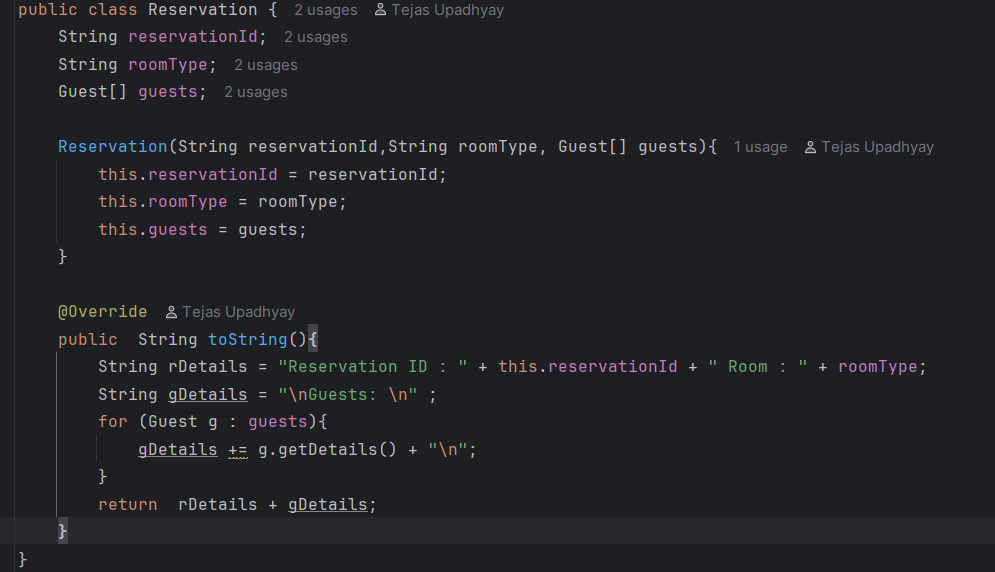 public class Reservation {  2 usages  Tejas Upadhyay
    String reservationId;  2 usages
    String roomType;  2 usages
    Guest[] guests;  2 usages
    Reservation(String reservationId,String roomType, Guest[] guests){  1 usage  Tejas Upadhyay
        this.reservationId = reservationId;
        this.roomType = roomType;
        this.guests = guests;
    }
    @Override  Tejas Upadhyay
    public  String toString(){
        String rDetails = "Reservation ID : " + this.reservationId + " Room : " + roomType;
        String gDetails = "\nGuests: \n" ;
        for (Guest g : guests){
            gDetails += g.getDetails() + "\n";
        }
        return  rDetails + gDetails;
    }
}